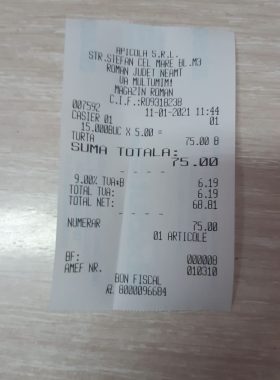 APICOLA S.R.L.
STR.STEFAN CEL MARE BL.M3
ROMAN JUDET NEAMT
VA MULTUMIM!
MAGAZIN ROMAN
C.I.F.:RO9318238
007592 11-01-2021 11:44
CASIER 01 01
15.000BUC X 5.00 =
TURTA 75.00 B
SUMA TOTALA:
75.00
- - - -
9.00% TVA*B 6.19
TOTAL TVA: 6.19
TOTAL NET: 68.81
- - - -
NUMERAR 75.00
01 ARTICOLE
BF: 000008
AMEF NR. 010310
BON FISCAL
8000096684